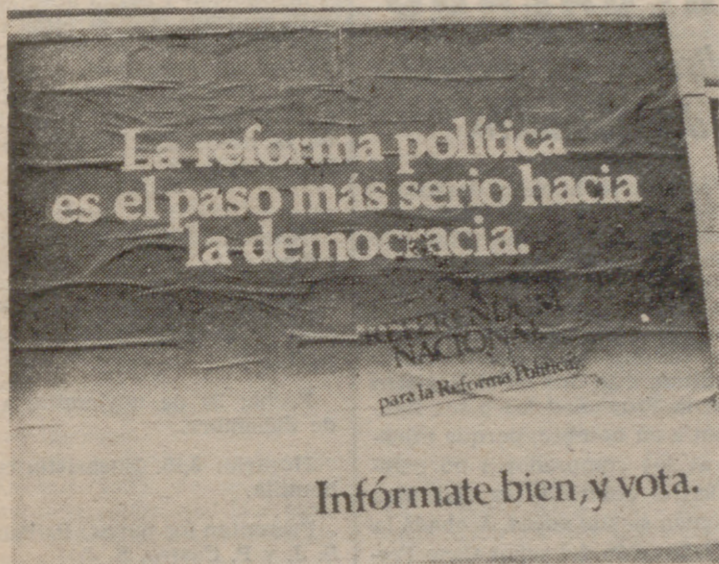 La reforma política
es el paso más serio hacia
la democracia.
REFERENDUM
NACIONAL
para la Reforma Política
Infórmate bien, y vota.